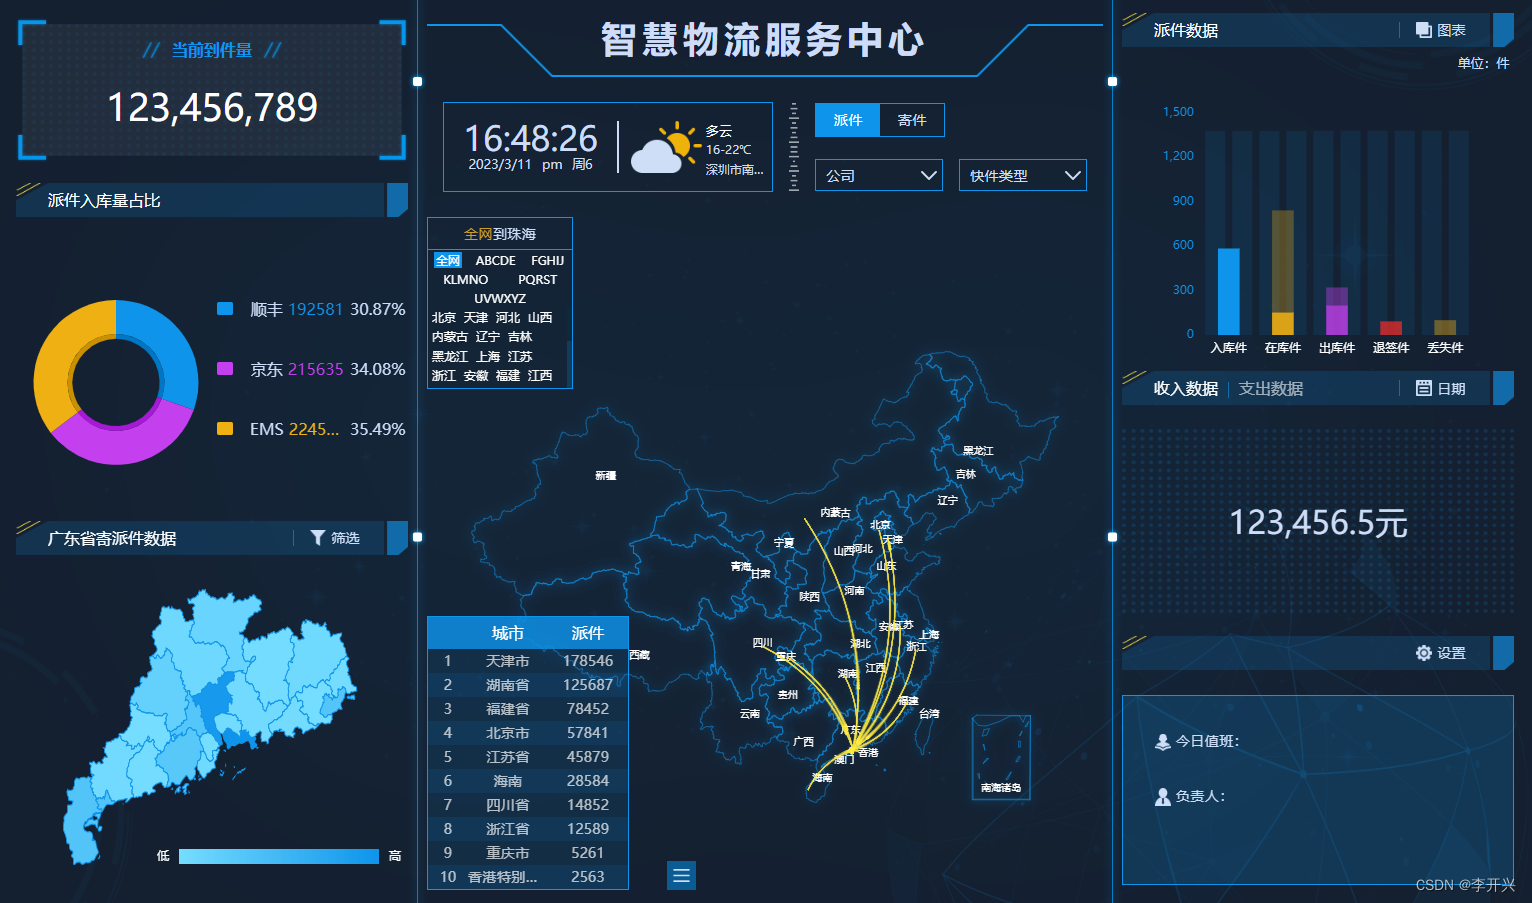 智慧物流服务中心
// 当前到件量 //
123,456,789
派件入库量占比
顺丰 192581 30.87%
京东 215635 34.08%
EMS 2245... 35.49%
广东省寄派件数据
筛选
低
高
16:48:26
2023/3/11 pm 周6
多云
16-22℃
深圳市南...
派件
寄件
公司
快件类型
全网到珠海
全网 ABCDE FGHIJ
KLMNO PQRST
UVWXYZ
北京 天津 河北 山西
内蒙古 辽宁 吉林
黑龙江 上海 江苏
浙江 安徽 福建 江西
黑龙江
新疆
吉林
辽宁
内蒙古
北京
天津
宁夏
山西
河北
青海
甘肃
山东
陕西
河南
安徽
江苏
上海
四川
湖北
浙江
西藏
重庆
江西
湖南
贵州
福建
云南
台湾
广东
广西
香港
澳门
海南
南海诸岛
城市 派件
1 天津市 178546
2 湖南省 125687
3 福建省 78452
4 北京市 57841
5 江苏省 45879
6 海南 28584
7 四川省 14852
8 浙江省 12589
9 重庆市 5261
10 香港特别... 2563
派件数据
图表
单位：件
1,500
1,200
900
600
300
0
入库件 在库件 出库件 退签件 丢失件
收入数据 支出数据
日期
123,456.5元
设置
今日值班：
负责人：
CSDN @李开兴